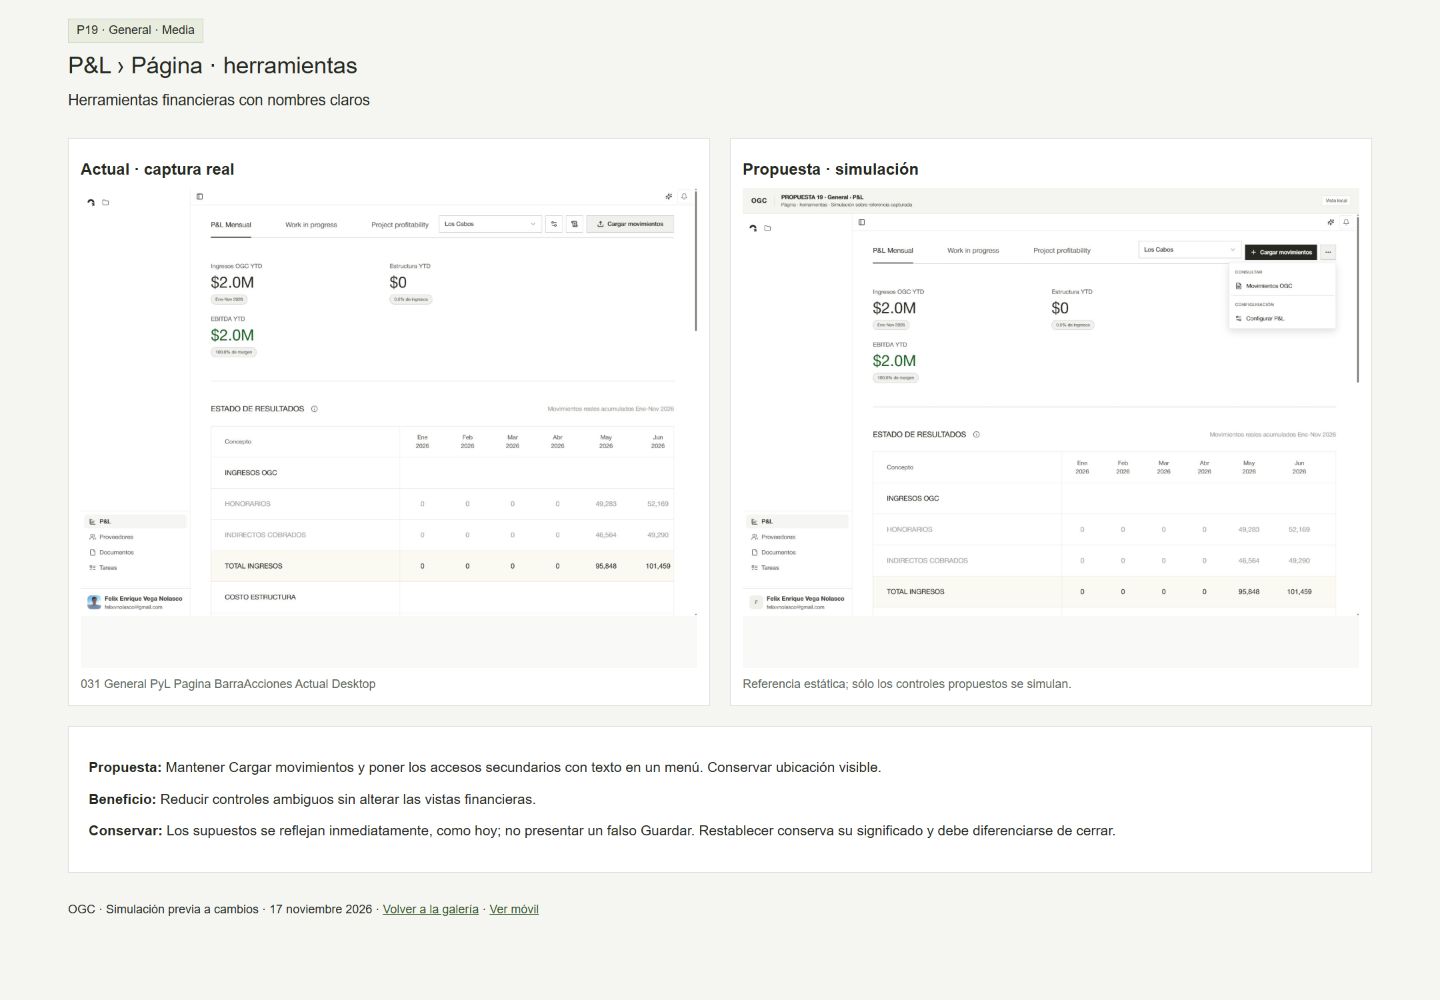 P19 · General · Media
P&L › Página · herramientas
Herramientas financieras con nombres claros
Actual · captura real
P&L Mensual
Work in progress
Project profitability
Los Cabos
Cargar movimientos
Ingresos OGC YTD
$2.0M
Ene-Nov 2026
Estructura YTD
$0
0.0% de ingresos
EBITDA YTD
$2.0M
100.0% de margen
ESTADO DE RESULTADOS
Movimientos reales acumulados Ene-Nov 2026
Concepto Ene 2026 Feb 2026 Mar 2026 Abr 2026 May 2026 Jun 2026
INGRESOS OGC
HONORARIOS 0 0 0 0 49,283 52,169
INDIRECTOS COBRADOS 0 0 0 0 46,564 49,290
TOTAL INGRESOS 0 0 0 0 95,848 101,459
COSTO ESTRUCTURA
P&L
Proveedores
Documentos
Tareas
Felix Enrique Vega Nolasco
felixvnolasco@gmail.com
031 General PyL Pagina BarraAcciones Actual Desktop
Propuesta · simulación
OGC
PROPUESTA 19 · General · P&L
Página · herramientas · Simulación sobre referencia capturada
Vista local
P&L Mensual
Work in progress
Project profitability
Los Cabos
+ Cargar movimientos
···
CONSULTAR
Movimientos OGC
CONFIGURACIÓN
Configurar P&L
Ingresos OGC YTD
$2.0M
Ene-Nov 2026
Estructura YTD
$0
0.0% de ingresos
EBITDA YTD
$2.0M
100.0% de margen
ESTADO DE RESULTADOS
Movimientos reales acumulados Ene-Nov 2026
Concepto Ene 2026 Feb 2026 Mar 2026 Abr 2026 May 2026 Jun 2026
INGRESOS OGC
HONORARIOS 0 0 0 0 49,283 52,169
INDIRECTOS COBRADOS 0 0 0 0 46,564 49,290
TOTAL INGRESOS 0 0 0 0 95,848 101,459
P&L
Proveedores
Documentos
Tareas
F
Felix Enrique Vega Nolasco
felixvnolasco@gmail.com
Referencia estática; sólo los controles propuestos se simulan.
Propuesta: Mantener Cargar movimientos y poner los accesos secundarios con texto en un menú. Conservar ubicación visible.
Beneficio: Reducir controles ambiguos sin alterar las vistas financieras.
Conservar: Los supuestos se reflejan inmediatamente, como hoy; no presentar un falso Guardar. Restablecer conserva su significado y debe diferenciarse de cerrar.
OGC · Simulación previa a cambios · 17 noviembre 2026 · Volver a la galería · Ver móvil